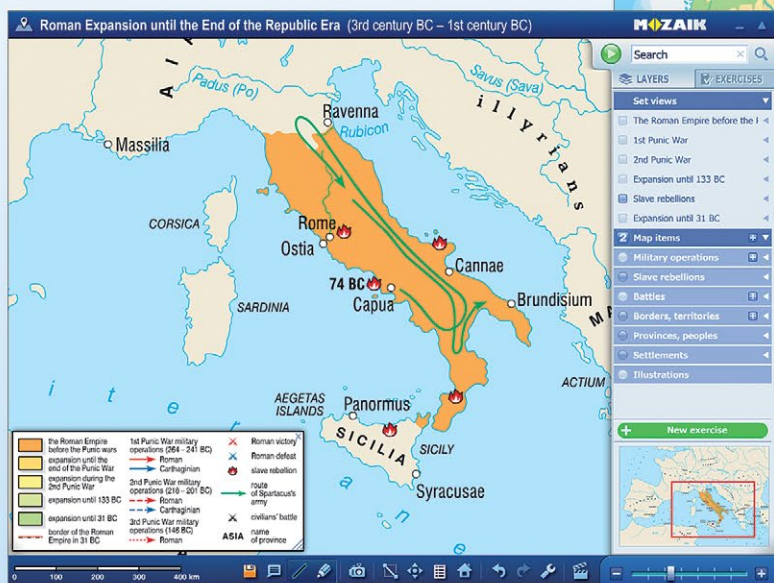 Roman Expansion until the End of the Republic Era (3rd century BC – 1st century BC)
MOZAIK
Search
LAYERS
EXERCISES
Set views
The Roman Empire before the
1st Punic War
2nd Punic War
Expansion until 133 BC
Slave rebellions
Expansion until 31 BC
Map items
Military operations
Slave rebellions
Battles
Borders, territories
Provinces, peoples
Settlements
Illustrations
New exercise
Padus (Po)
Savus (Sava)
Ravenna
Rubicon
illyrians
Massilia
CORSICA
Rome
Ostia
Cannae
74 BC
Capua
Brundisium
SARDINIA
ACTIUM
AEGETAS
ISLANDS
Panormus
SICILIA
SICILY
Syracusae
the Roman Empire
before the Punic wars
expansion until the
end of the Punic War
expansion during the
2nd Punic War
expansion until 133 BC
expansion until 31 BC
border of the Roman
Empire in 31 BC
1st Punic War military
operations (264 – 241 BC)
Roman
Carthaginian
2nd Punic War military
operations (218 – 201 BC)
Roman
Carthaginian
3rd Punic War military
operations (146 BC)
Roman
Roman victory
Roman defeat
slave rebellion
route
of Spartacus's
army
civilians' battle
ASIA
name
of province
0 100 200 300 400 km